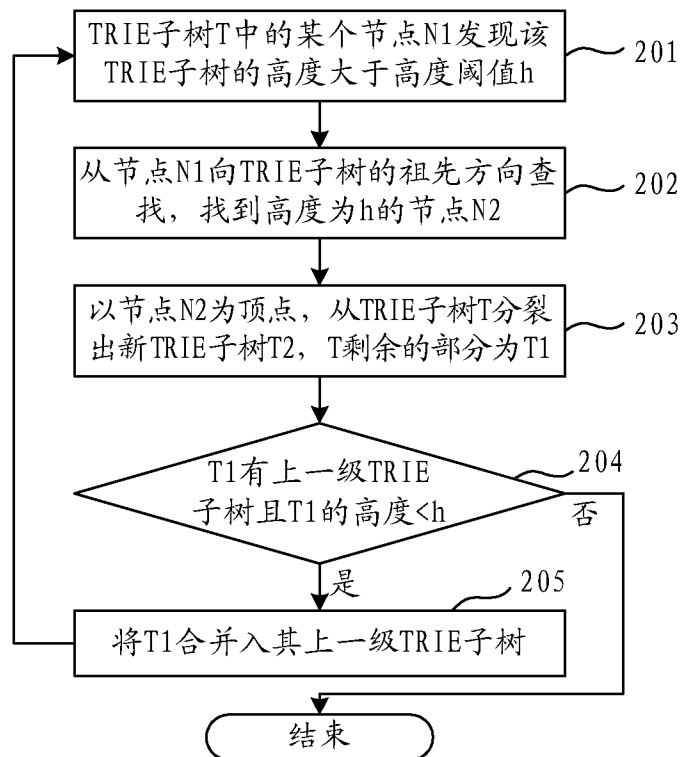 TRIE子树T中的某个节点N1发现该
TRIE子树的高度大于高度阈值h
201
从节点N1向TRIE子树的祖先方向查
找，找到高度为h的节点N2
202
以节点N2为顶点，从TRIE子树T分裂
出新TRIE子树T2，T剩余的部分为T1
203
T1有上一级TRIE
子树且T1的高度<h
204
否
是
205
将T1合并入其上一级TRIE子树
结束